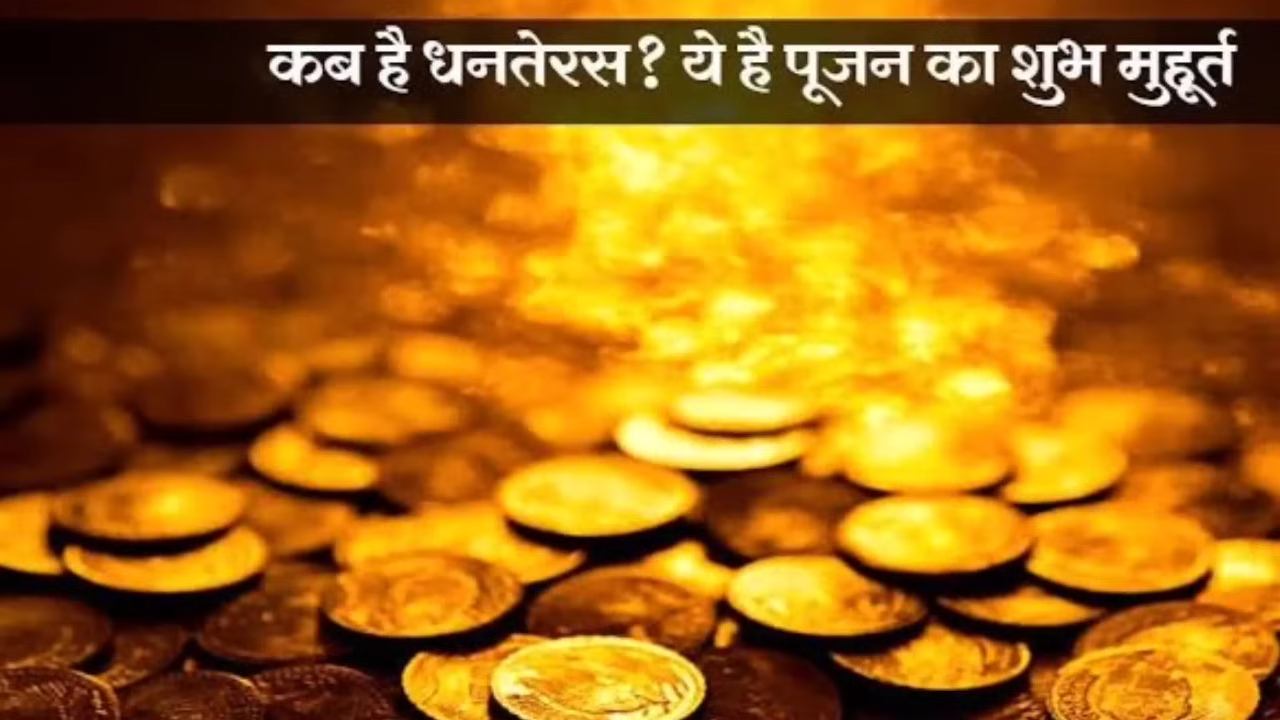 कब है धनतेरस? ये है पूजन का शुभ मुहूर्त